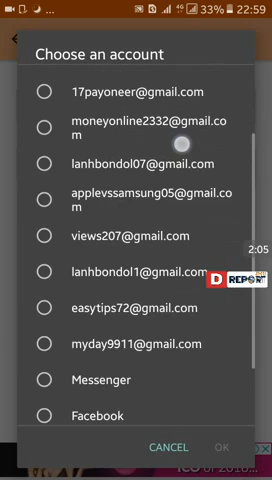 33% 22:59
Choose an account
17payoneer@gmail.com
moneyonline2332@gmail.co
m
lanhbondol07@gmail.com
applevssamsung05@gmail.co
m
views207@gmail.com
2:05
lanhbondol1@gmail.com
D REPORT
easytips72@gmail.com
myday9911@gmail.com
Messenger
Facebook
CANCEL OK